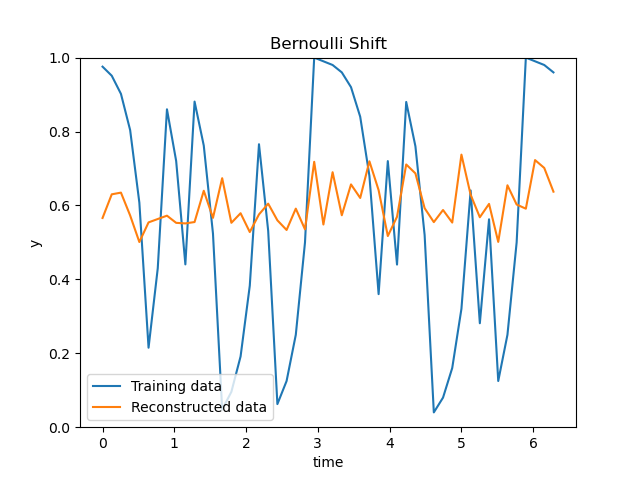 Bernoulli Shift
1.0
0.8
0.6
0.4
0.2
0.0
y
Training data
Reconstructed data
0 1 2 3 4 5 6
time